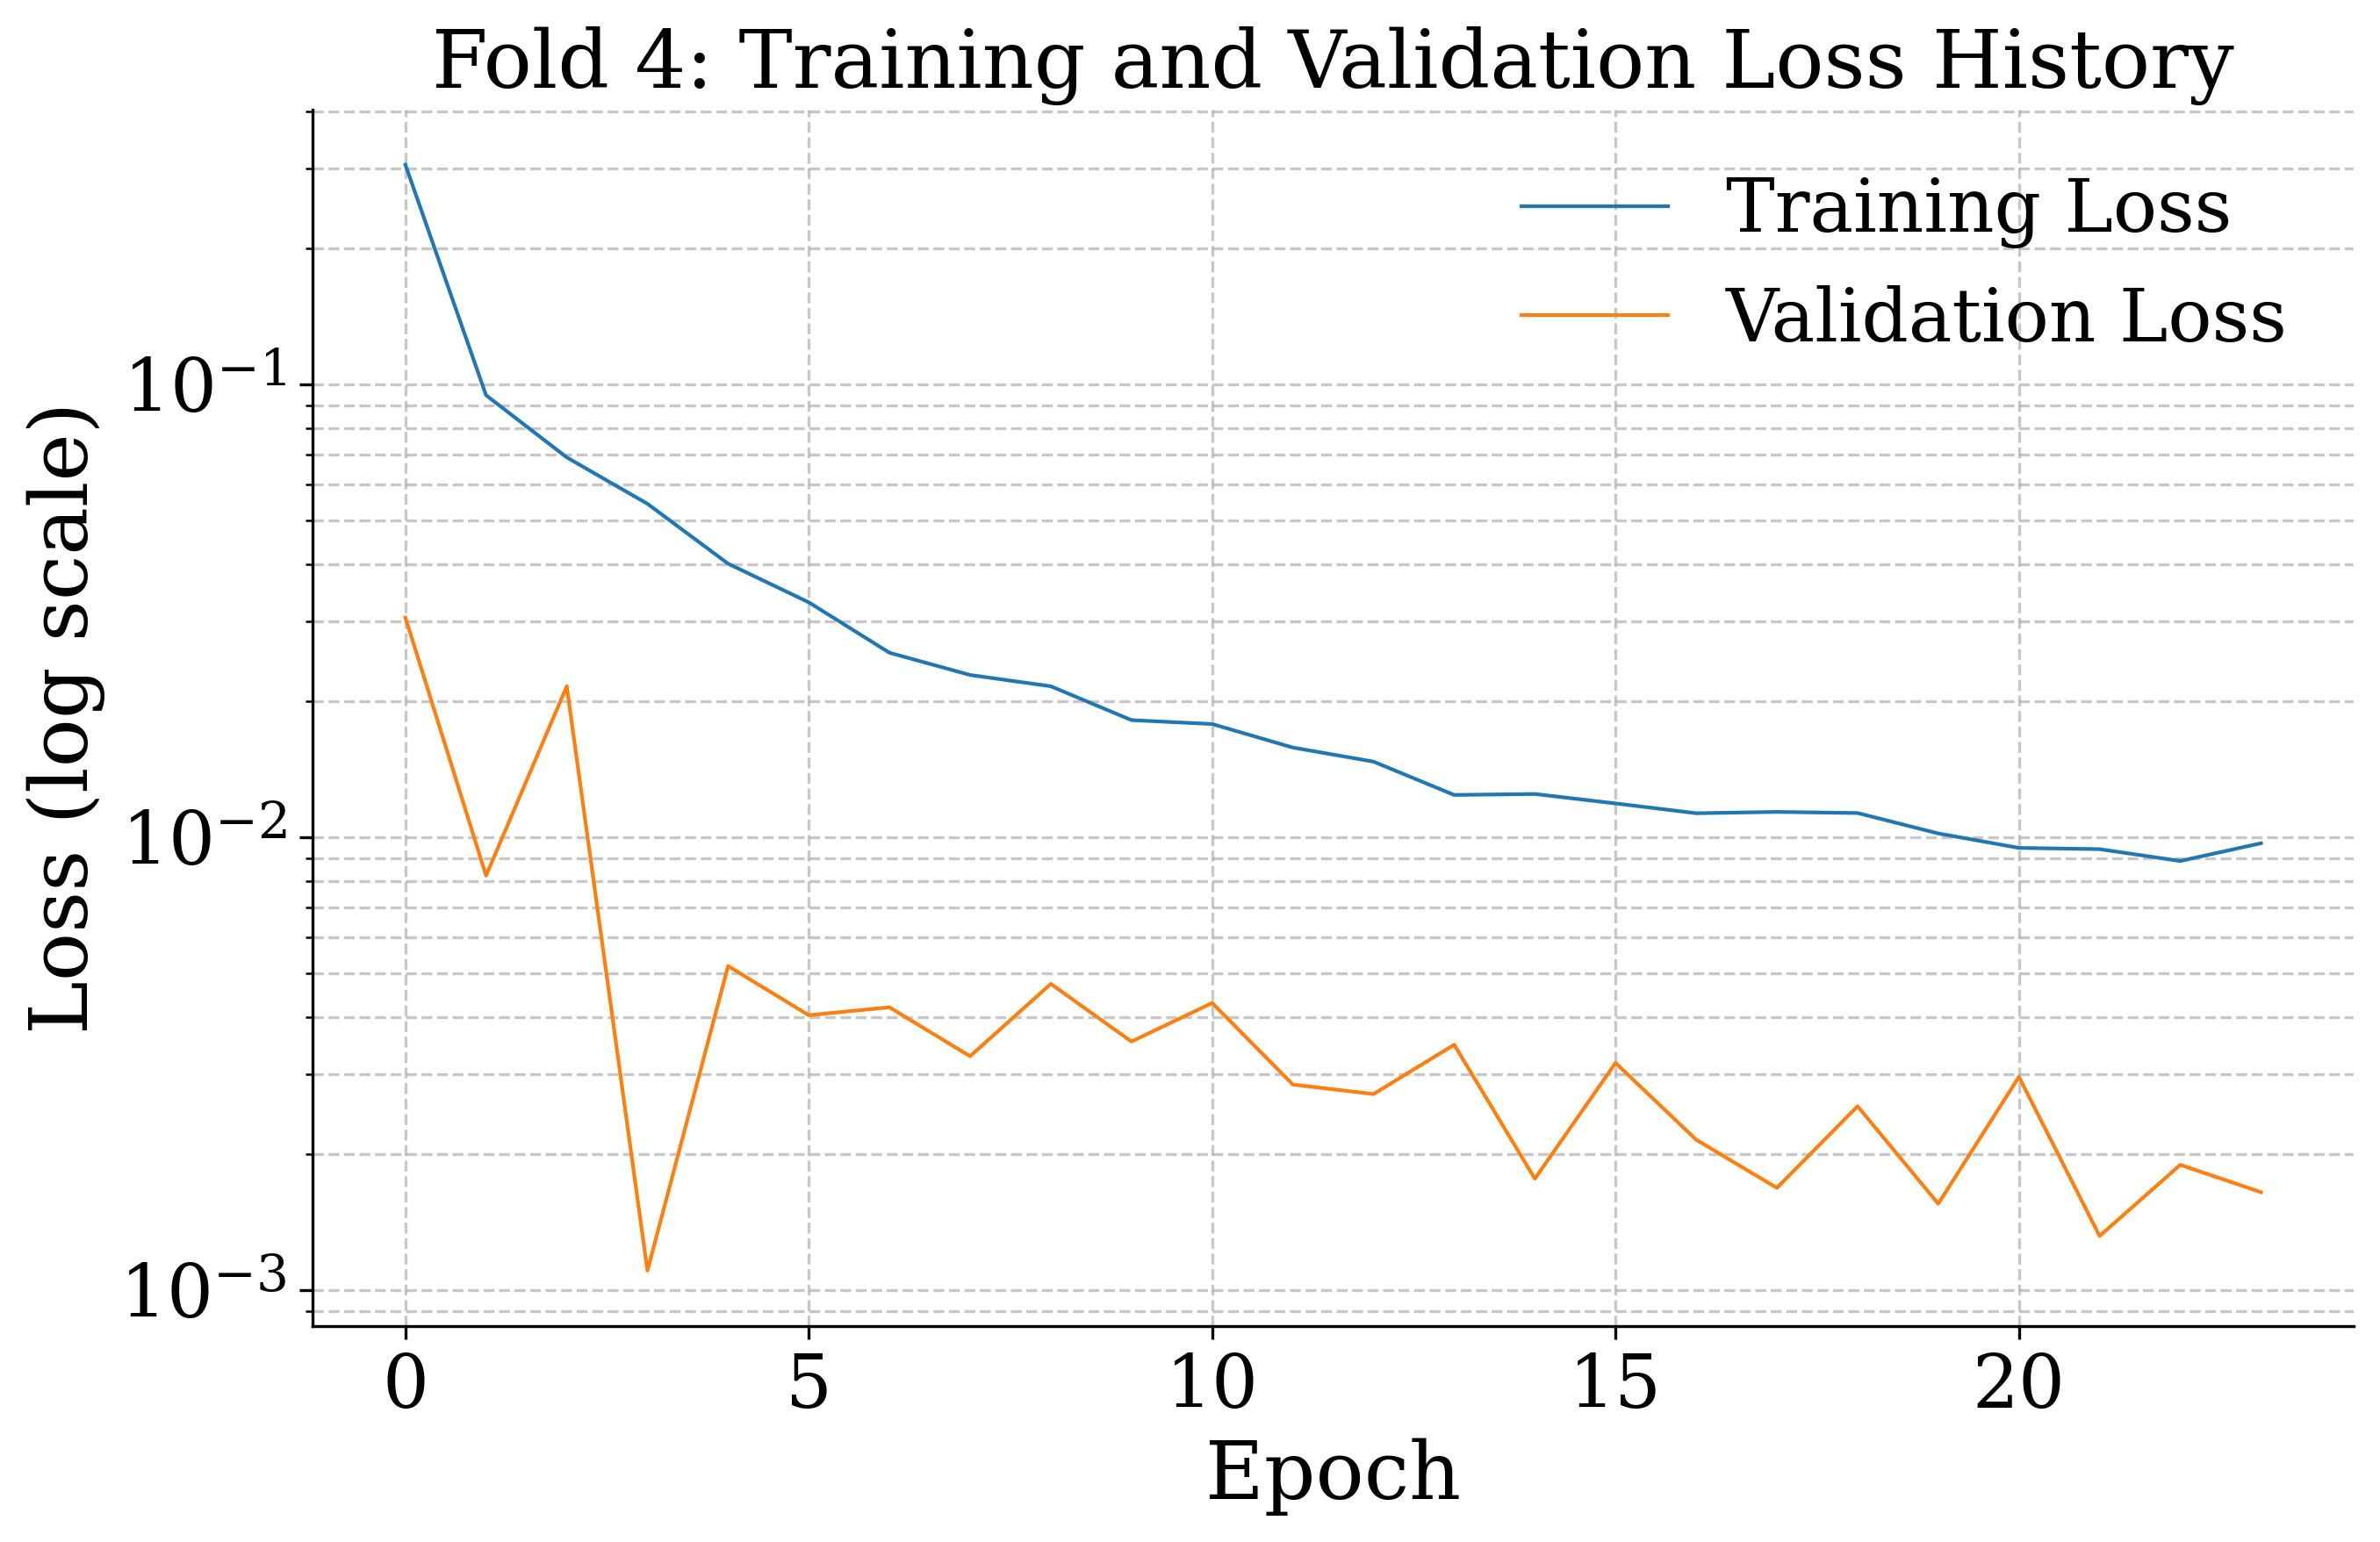 Fold 4: Training and Validation Loss History
Training Loss
Validation Loss
Loss (log scale)
10⁻¹
10⁻²
10⁻³
0 5 10 15 20
Epoch